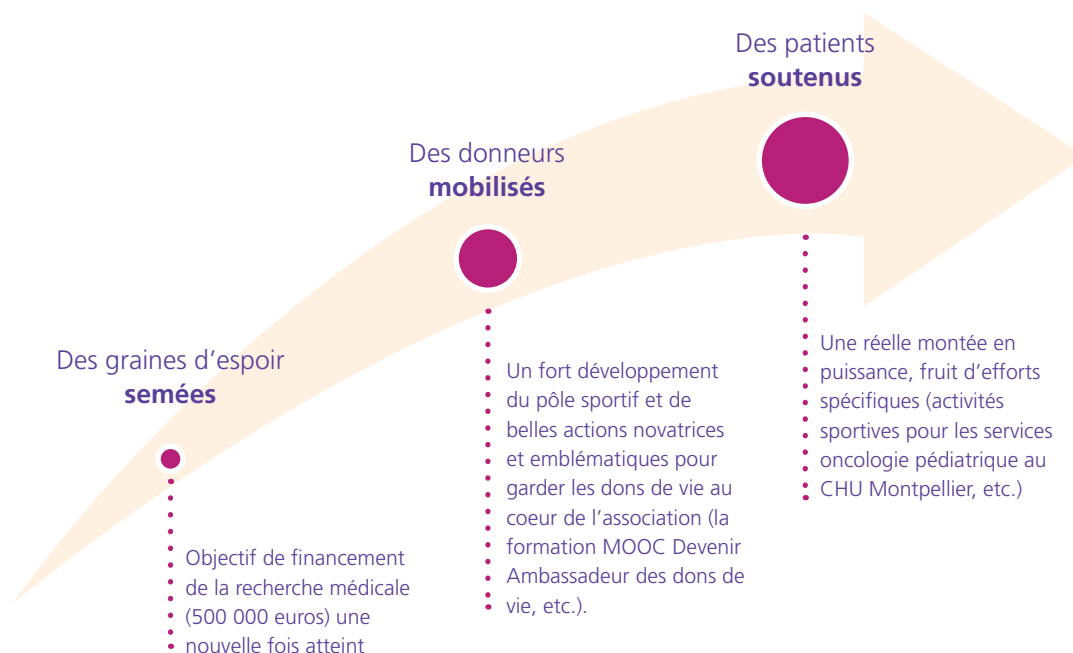 Des graines d'espoir
semées
Objectif de financement
de la recherche médicale
(500 000 euros) une
nouvelle fois atteint
Des donneurs
mobilisés
Un fort développement
du pôle sportif et de
belles actions novatrices
et emblématiques pour
garder les dons de vie au
coeur de l'association (la
formation MOOC Devenir
Ambassadeur des dons de
vie, etc.).
Des patients
soutenus
Une réelle montée en
puissance, fruit d'efforts
spécifiques (activités
sportives pour les services
oncologie pédiatrique au
CHU Montpellier, etc.)